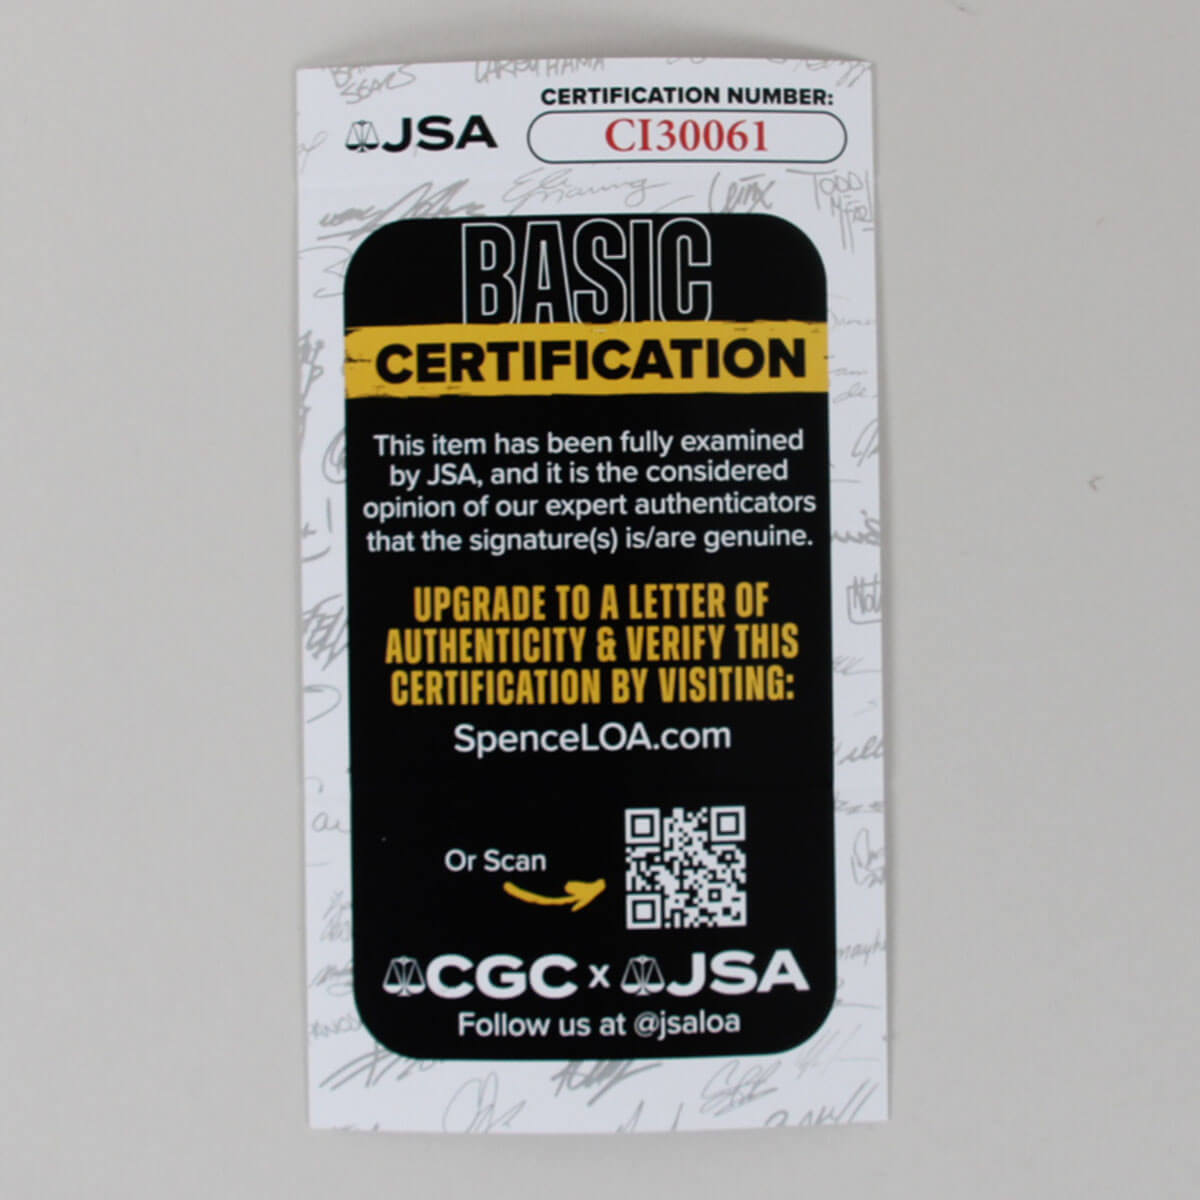 CERTIFICATION NUMBER:
JSA
CI30061
BASIC
CERTIFICATION
This item has been fully examined
by JSA, and it is the considered
opinion of our expert authenticators
that the signature(s) is/are genuine.
UPGRADE TO A LETTER OF
AUTHENTICITY & VERIFY THIS
CERTIFICATION BY VISITING:
SpenceLOA.com
Or Scan
CGC x JSA
Follow us at @jsaloa